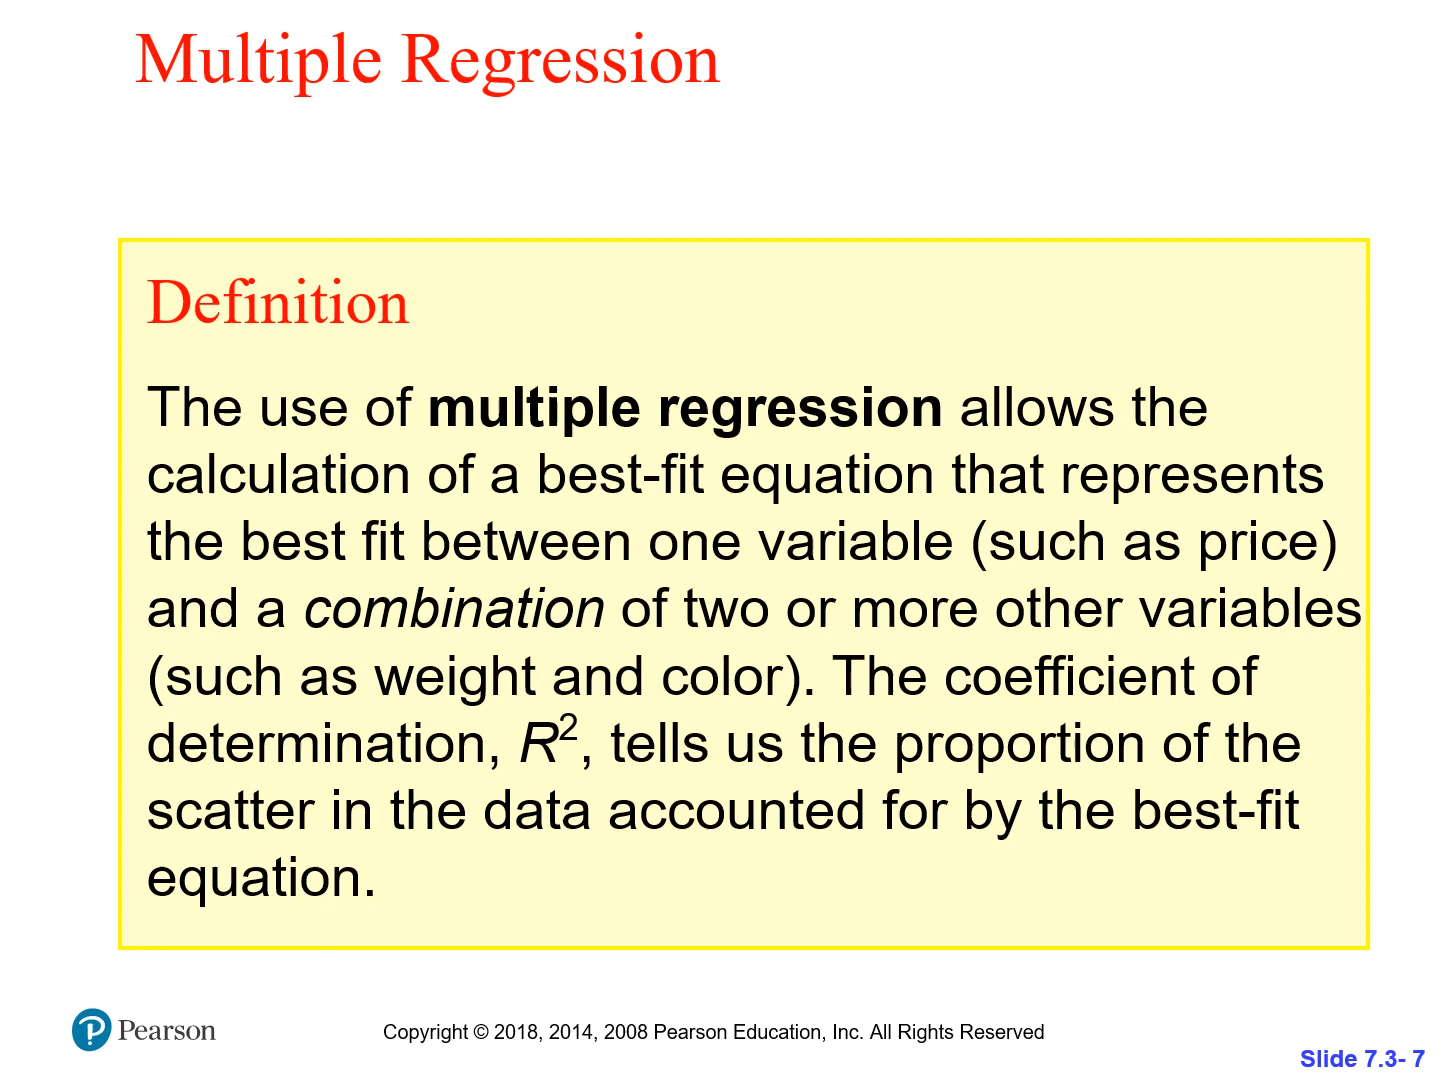 Multiple Regression
Definition
The use of multiple regression allows the
calculation of a best-fit equation that represents
the best fit between one variable (such as price)
and a combination of two or more other variables
(such as weight and color). The coefficient of
determination, R², tells us the proportion of the
scatter in the data accounted for by the best-fit
equation.
Pearson
Copyright © 2018, 2014, 2008 Pearson Education, Inc. All Rights Reserved
Slide 7.3- 7